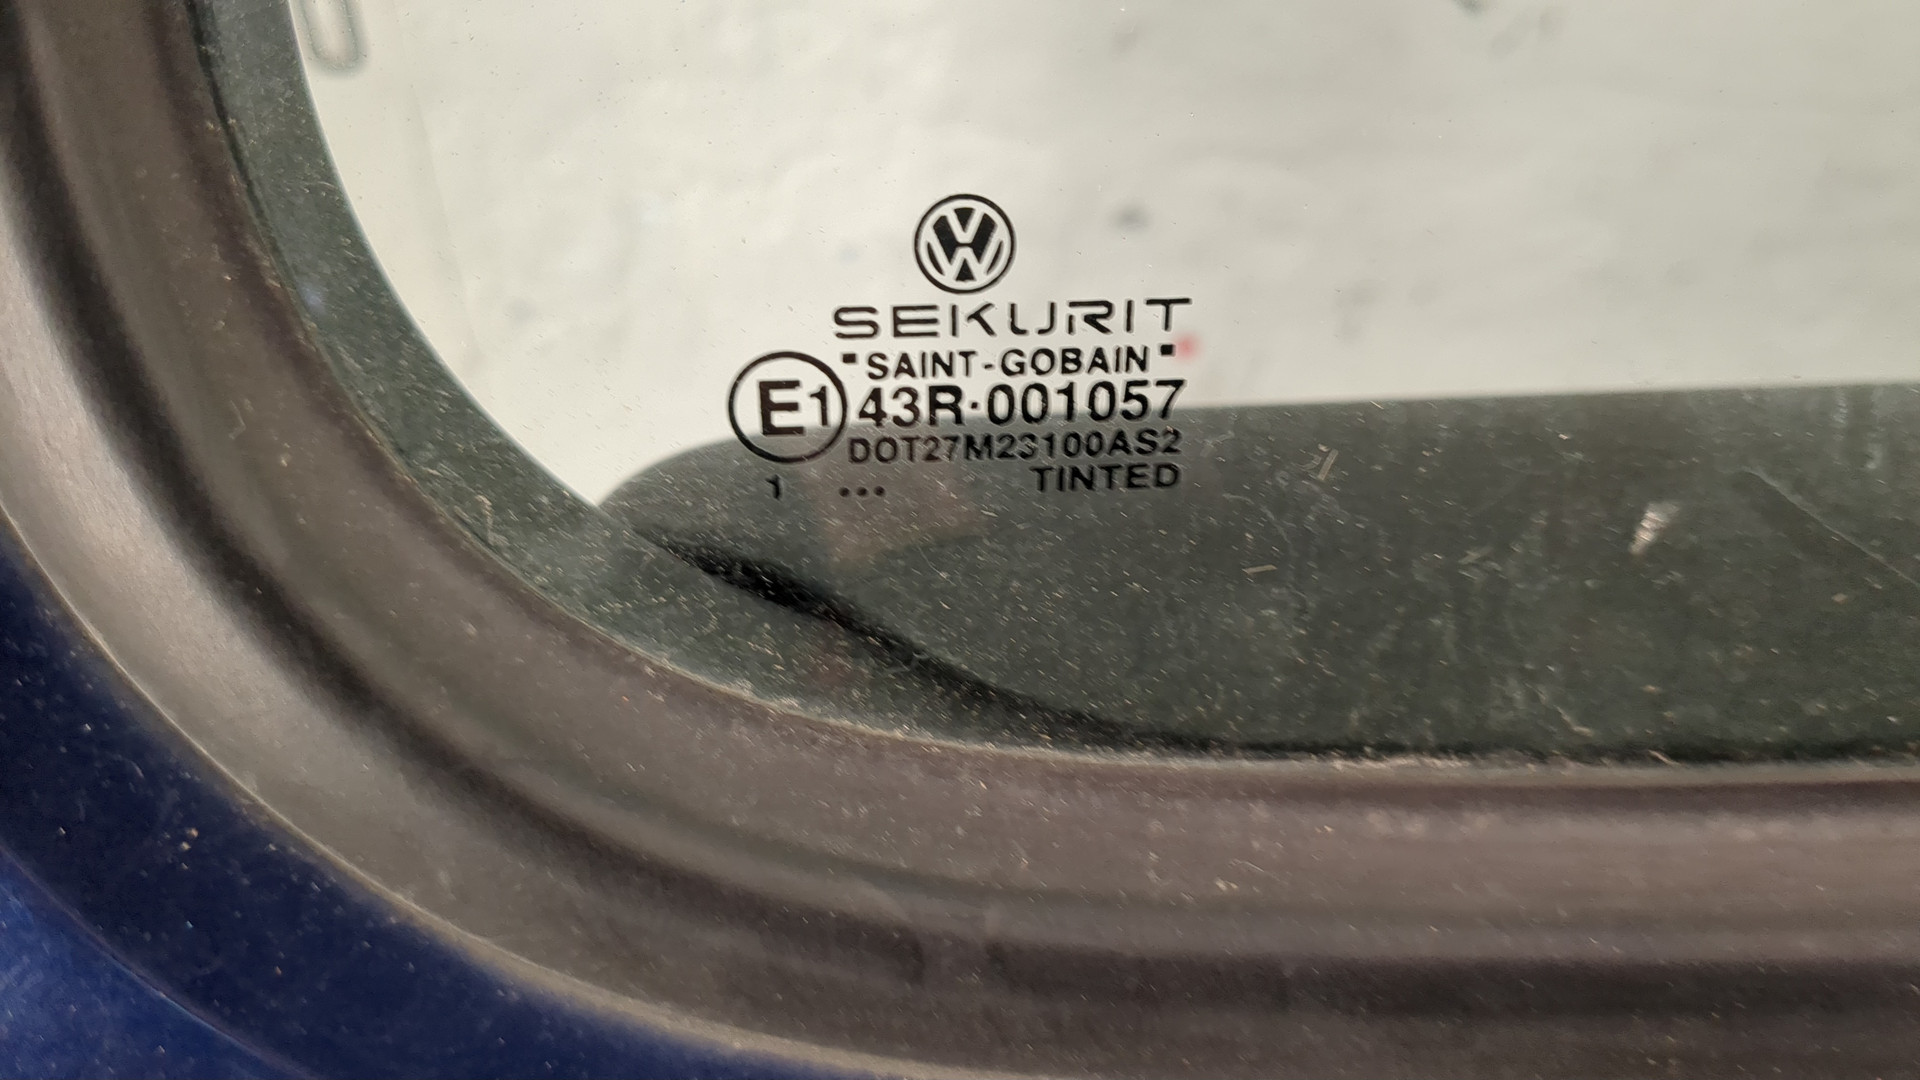 SEKURIT
"SAINT-GOBAIN"
E1 43R·001057
DOT27M23100AS2
1 ... TINTED